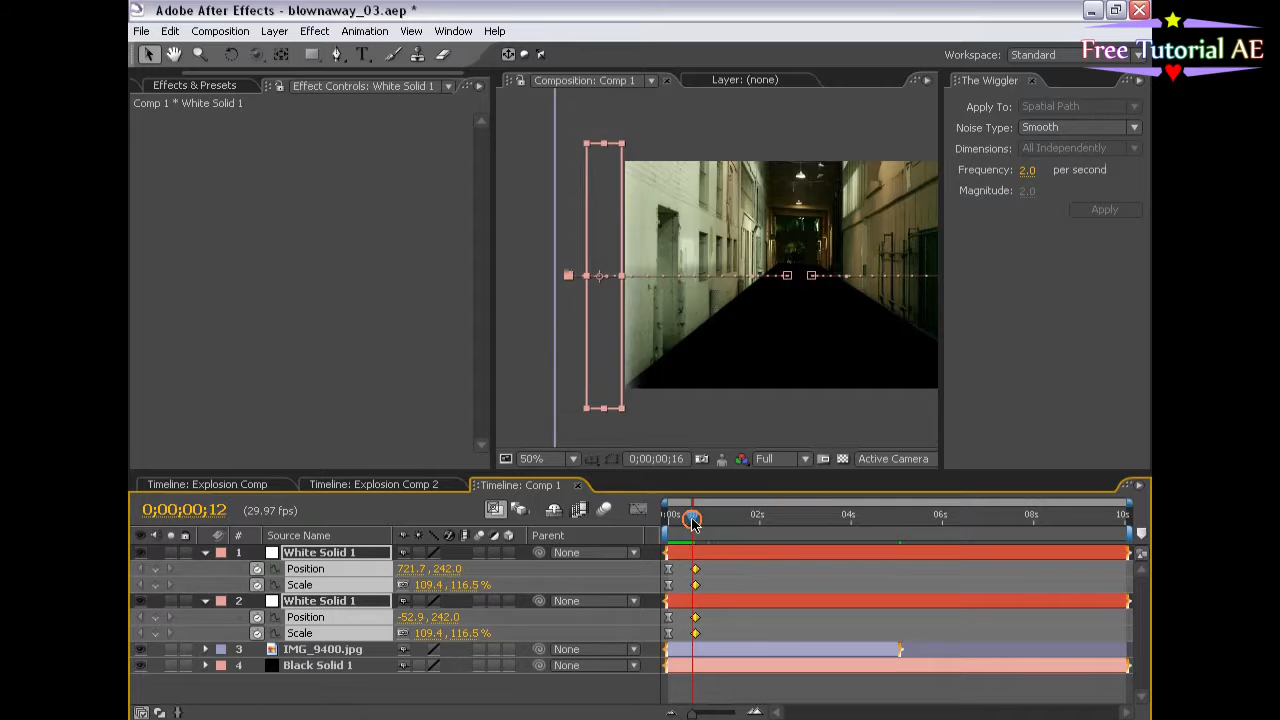 Adobe After Effects - blownaway_03.aep *
File Edit Composition Layer Effect Animation View Window Help
Workspace: Standard
Free Tutorial AE
Effects & Presets
Effect Controls: White Solid 1
Composition: Comp 1
Layer: (none)
The Wiggler
Comp 1 * White Solid 1
Apply To: Spatial Path
Noise Type: Smooth
Dimensions: All Independently
Frequency: 2.0 per second
Magnitude: 2.0
Apply
50%
0;00;00;16
Full
Active Camera
Timeline: Explosion Comp
Timeline: Explosion Comp 2
Timeline: Comp 1
0;00;00;12 (29.97 fps)
):00s 02s 04s 06s 08s 10s
# Source Name Parent
1 White Solid 1 None
Position 721.7, 242.0
Scale 109.4, 116.5 %
2 White Solid 1 None
Position -52.9, 242.0
Scale 109.4, 116.5 %
3 IMG_9400.jpg None
4 Black Solid 1 None